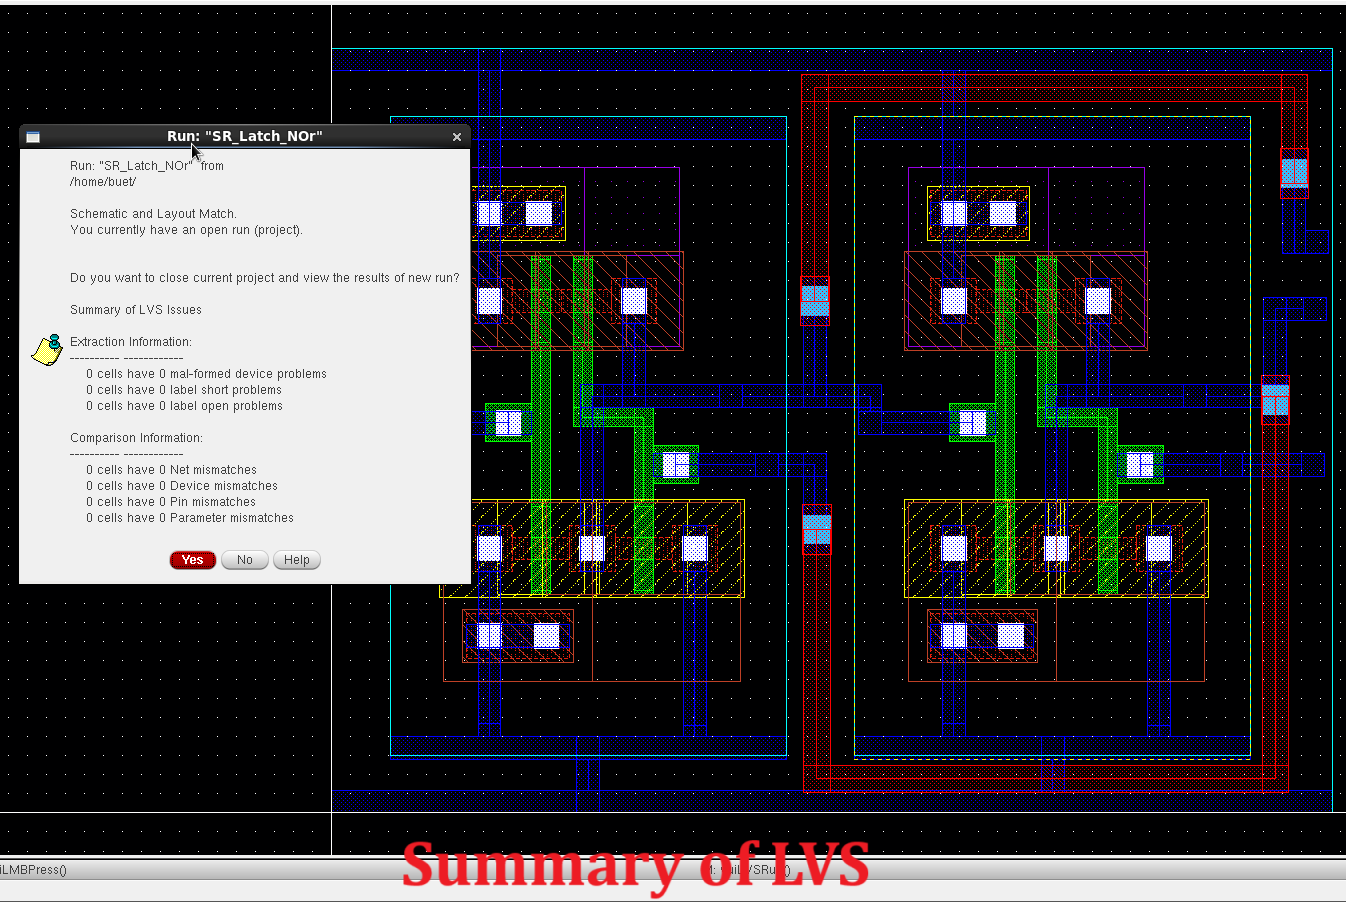 Run: "SR_Latch_NOr"
Run: "SR_Latch_NOr" from
/home/buet/
Schematic and Layout Match.
You currently have an open run (project).
Do you want to close current project and view the results of new run?
Summary of LVS Issues
Extraction Information:
---------- ------------
0 cells have 0 mal-formed device problems
0 cells have 0 label short problems
0 cells have 0 label open problems
Comparison Information:
---------- ------------
0 cells have 0 Net mismatches
0 cells have 0 Device mismatches
0 cells have 0 Pin mismatches
0 cells have 0 Parameter mismatches
Yes No Help
Summary of LVS
iLMBPress()